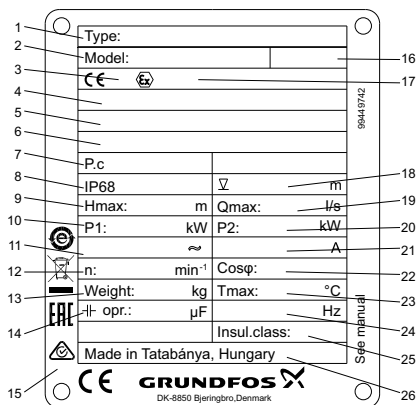 1 Type:
2 Model: 16
3 CE Ex 17
4
5
6
7 P.c
8 IP68 m 18
9 Hmax: m Qmax: l/s 19
10 P1: kW P2: kW 20
11 ~ A 21
12 n: min-1 Cosφ: 22
13 Weight: kg Tmax: °C 23
14 opr.: µF Hz 24
Insul.class: 25
Made in Tatabánya, Hungary
15 CE GRUNDFOS 26
DK-8850 Bjeringbro,Denmark
99449742
See manual
e
EAC